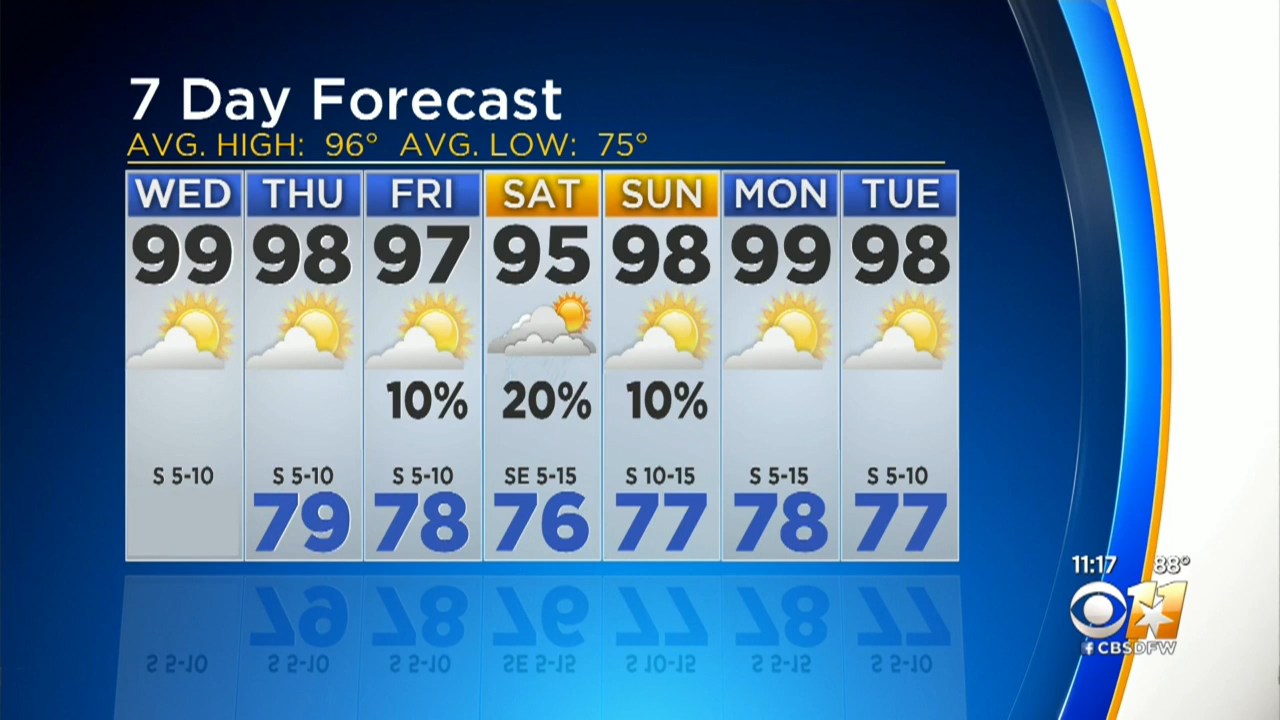 7 Day Forecast
AVG. HIGH: 96° AVG. LOW: 75°
WED THU FRI SAT SUN MON TUE
99 98 97 95 98 99 98
10% 20% 10%
S 5-10 S 5-10 S 5-10 SE 5-15 S 10-15 S 5-15 S 5-10
79 78 76 77 78 77
11:17 88°
11
f CBSDFW